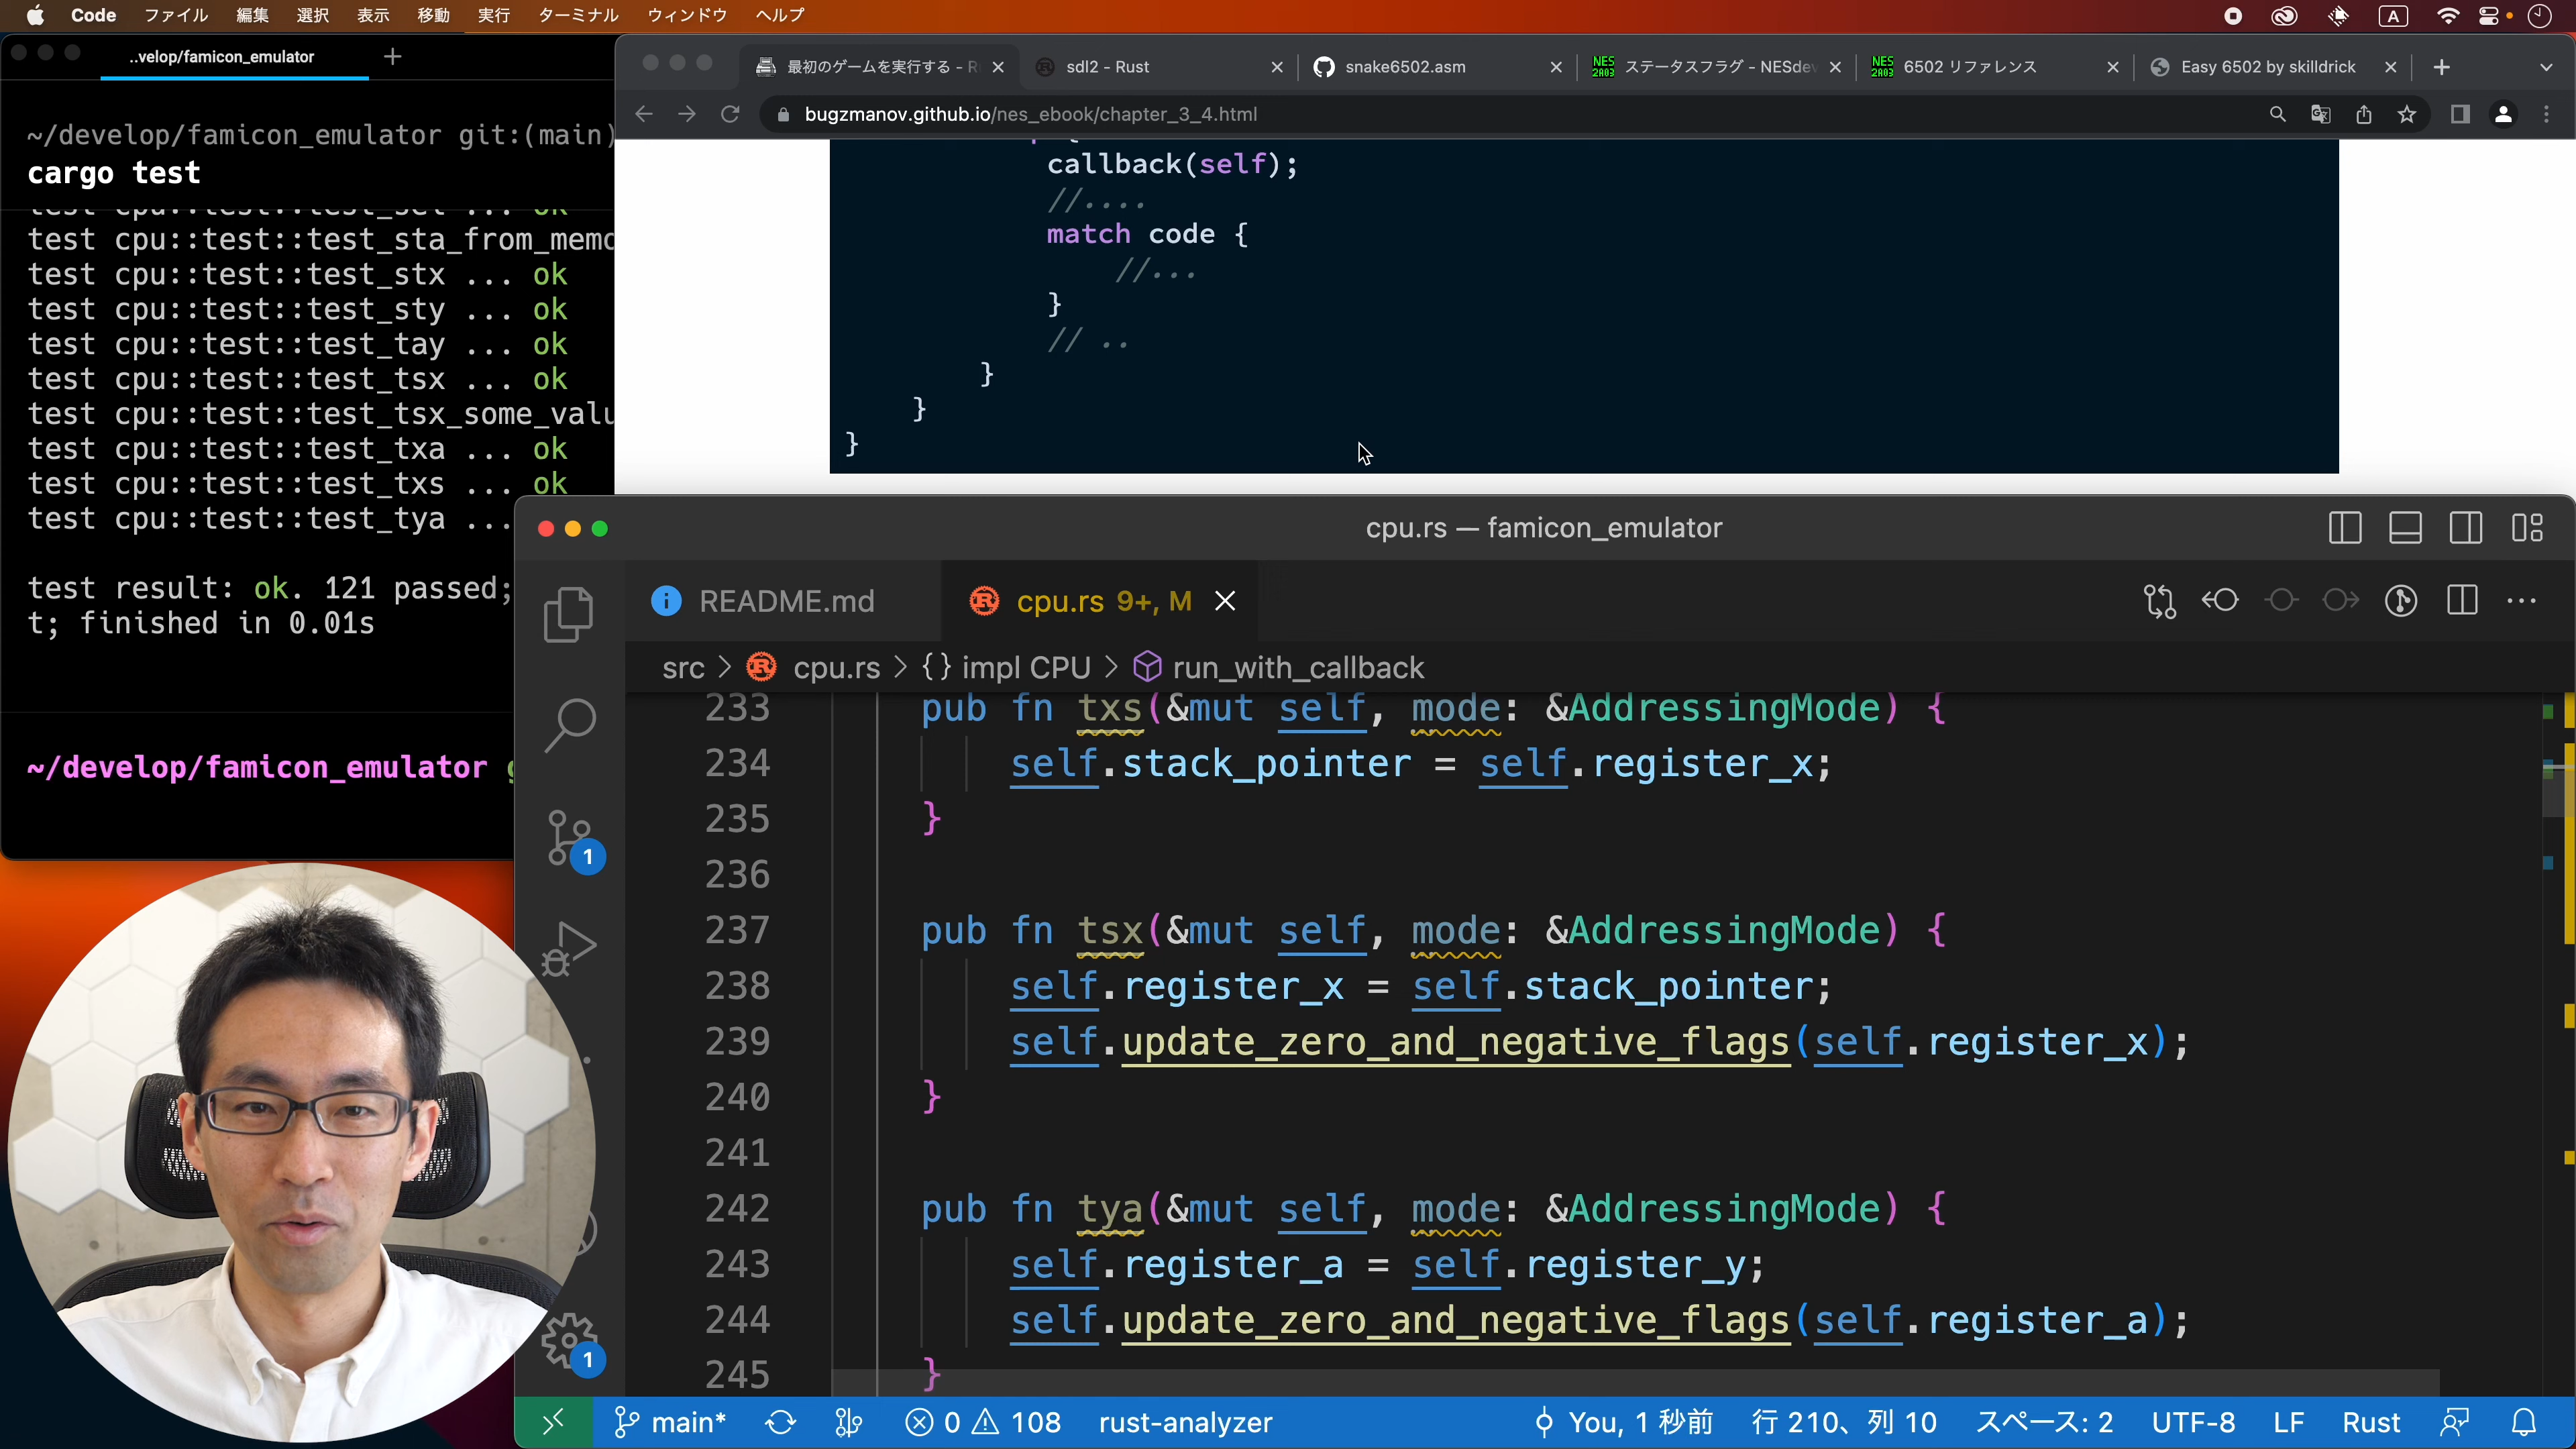 Code ファイル 編集 選択 表示 移動 実行 ターミナル ウィンドウ ヘルプ A
..velop/famicon_emulator
~/develop/famicon_emulator git:(main)
cargo test
test cpu::test::test_sei ... ok
test cpu::test::test_sta_from_memo
test cpu::test::test_stx ... ok
test cpu::test::test_sty ... ok
test cpu::test::test_tay ... ok
test cpu::test::test_tsx ... ok
test cpu::test::test_tsx_some_valu
test cpu::test::test_txa ... ok
test cpu::test::test_txs ... ok
test cpu::test::test_tya ...
test result: ok. 121 passed;
t; finished in 0.01s
~/develop/famicon_emulator g
最初のゲームを実行する - R
sdl2 - Rust
snake6502.asm
NES 2A03 ステータスフラグ - NESdev
NES 2A03 6502 リファレンス
Easy 6502 by skilldrick
bugzmanov.github.io/nes_ebook/chapter_3_4.html
callback(self);
//....
match code {
//...
}
// ..
}
}
}
cpu.rs — famicon_emulator
README.md
cpu.rs 9+, M
src > cpu.rs > {} impl CPU > run_with_callback
233 pub fn txs(&mut self, mode: &AddressingMode) {
234 self.stack_pointer = self.register_x;
235 }
236
237 pub fn tsx(&mut self, mode: &AddressingMode) {
238 self.register_x = self.stack_pointer;
239 self.update_zero_and_negative_flags(self.register_x);
240 }
241
242 pub fn tya(&mut self, mode: &AddressingMode) {
243 self.register_a = self.register_y;
244 self.update_zero_and_negative_flags(self.register_a);
245 }
1
1
main* 0 108 rust-analyzer You, 1 秒前 行 210、列 10 スペース: 2 UTF-8 LF Rust